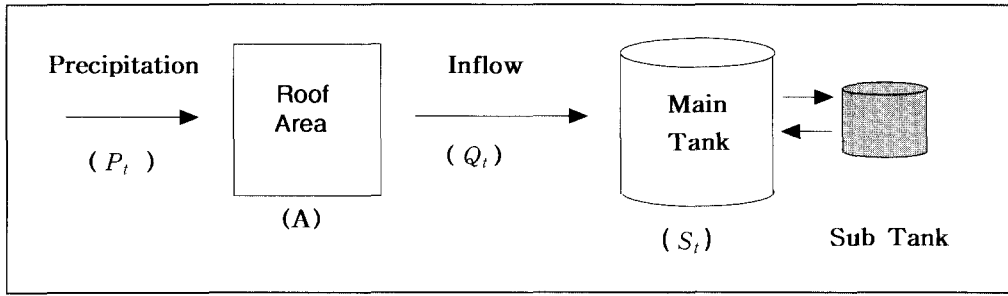 Precipitation
( P_t )
Roof
Area
(A)
Inflow
( Q_t )
Main
Tank
( S_t )
Sub Tank